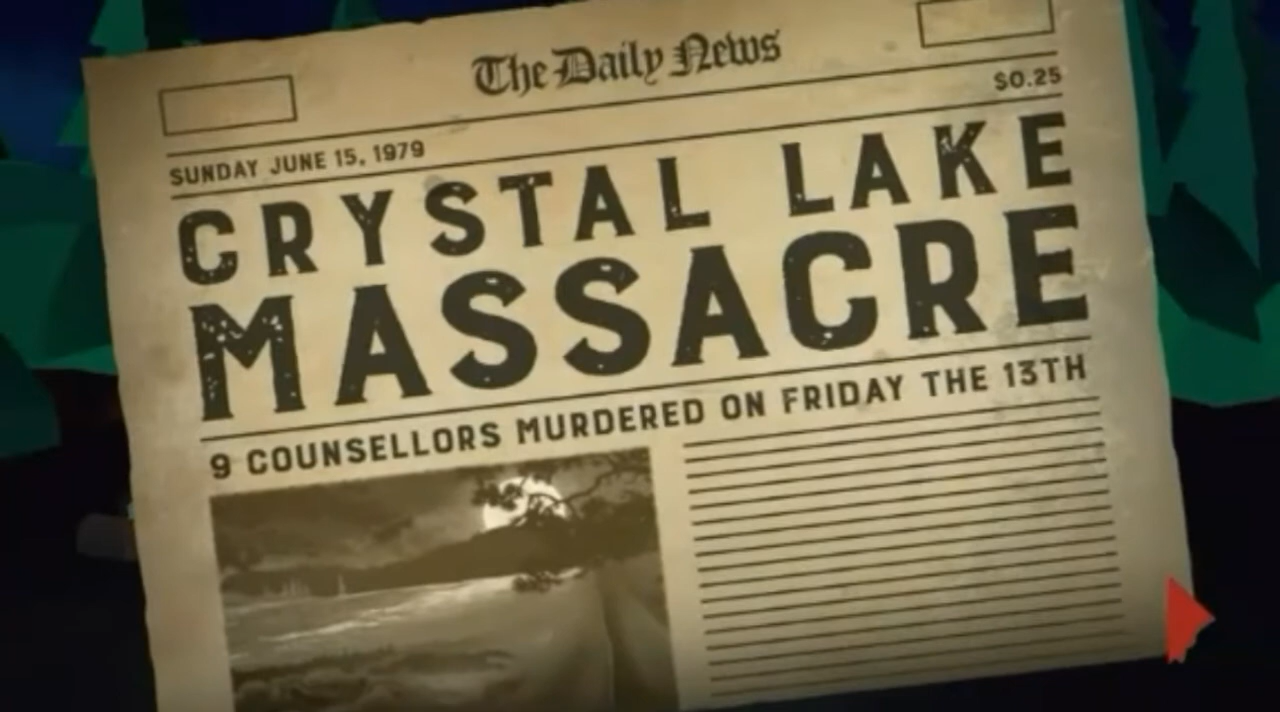 The Daily News
$0.25
SUNDAY JUNE 15, 1979
CRYSTAL LAKE
MASSACRE
9 COUNSELLORS MURDERED ON FRIDAY THE 13TH